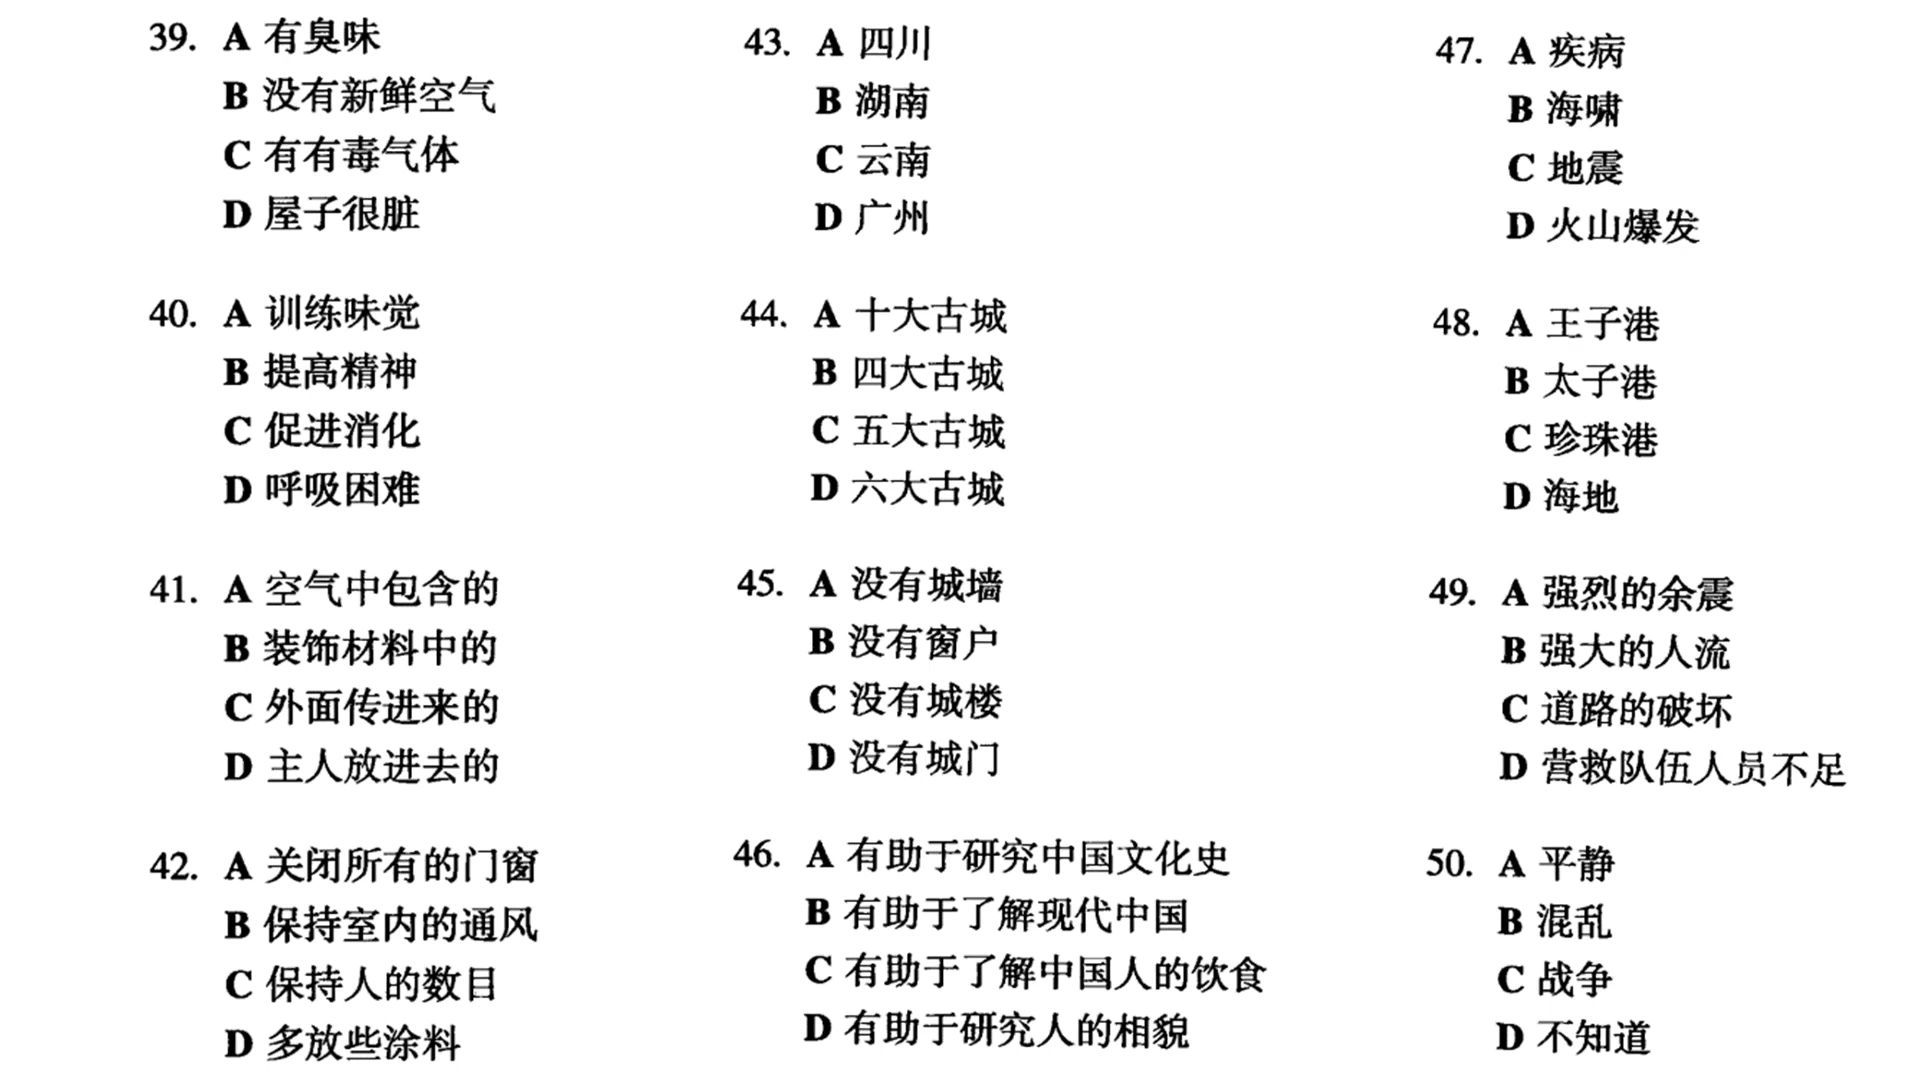 39. A 有臭味
B 没有新鲜空气
C 有有毒气体
D 屋子很脏
40. A 训练味觉
B 提高精神
C 促进消化
D 呼吸困难
41. A 空气中包含的
B 装饰材料中的
C 外面传进来的
D 主人放进去的
42. A 关闭所有的门窗
B 保持室内的通风
C 保持人的数目
D 多放些涂料
43. A 四川
B 湖南
C 云南
D 广州
44. A 十大古城
B 四大古城
C 五大古城
D 六大古城
45. A 没有城墙
B 没有窗户
C 没有城楼
D 没有城门
46. A 有助于研究中国文化史
B 有助于了解现代中国
C 有助于了解中国人的饮食
D 有助于研究人的相貌
47. A 疾病
B 海啸
C 地震
D 火山爆发
48. A 王子港
B 太子港
C 珍珠港
D 海地
49. A 强烈的余震
B 强大的人流
C 道路的破坏
D 营救队伍人员不足
50. A 平静
B 混乱
C 战争
D 不知道